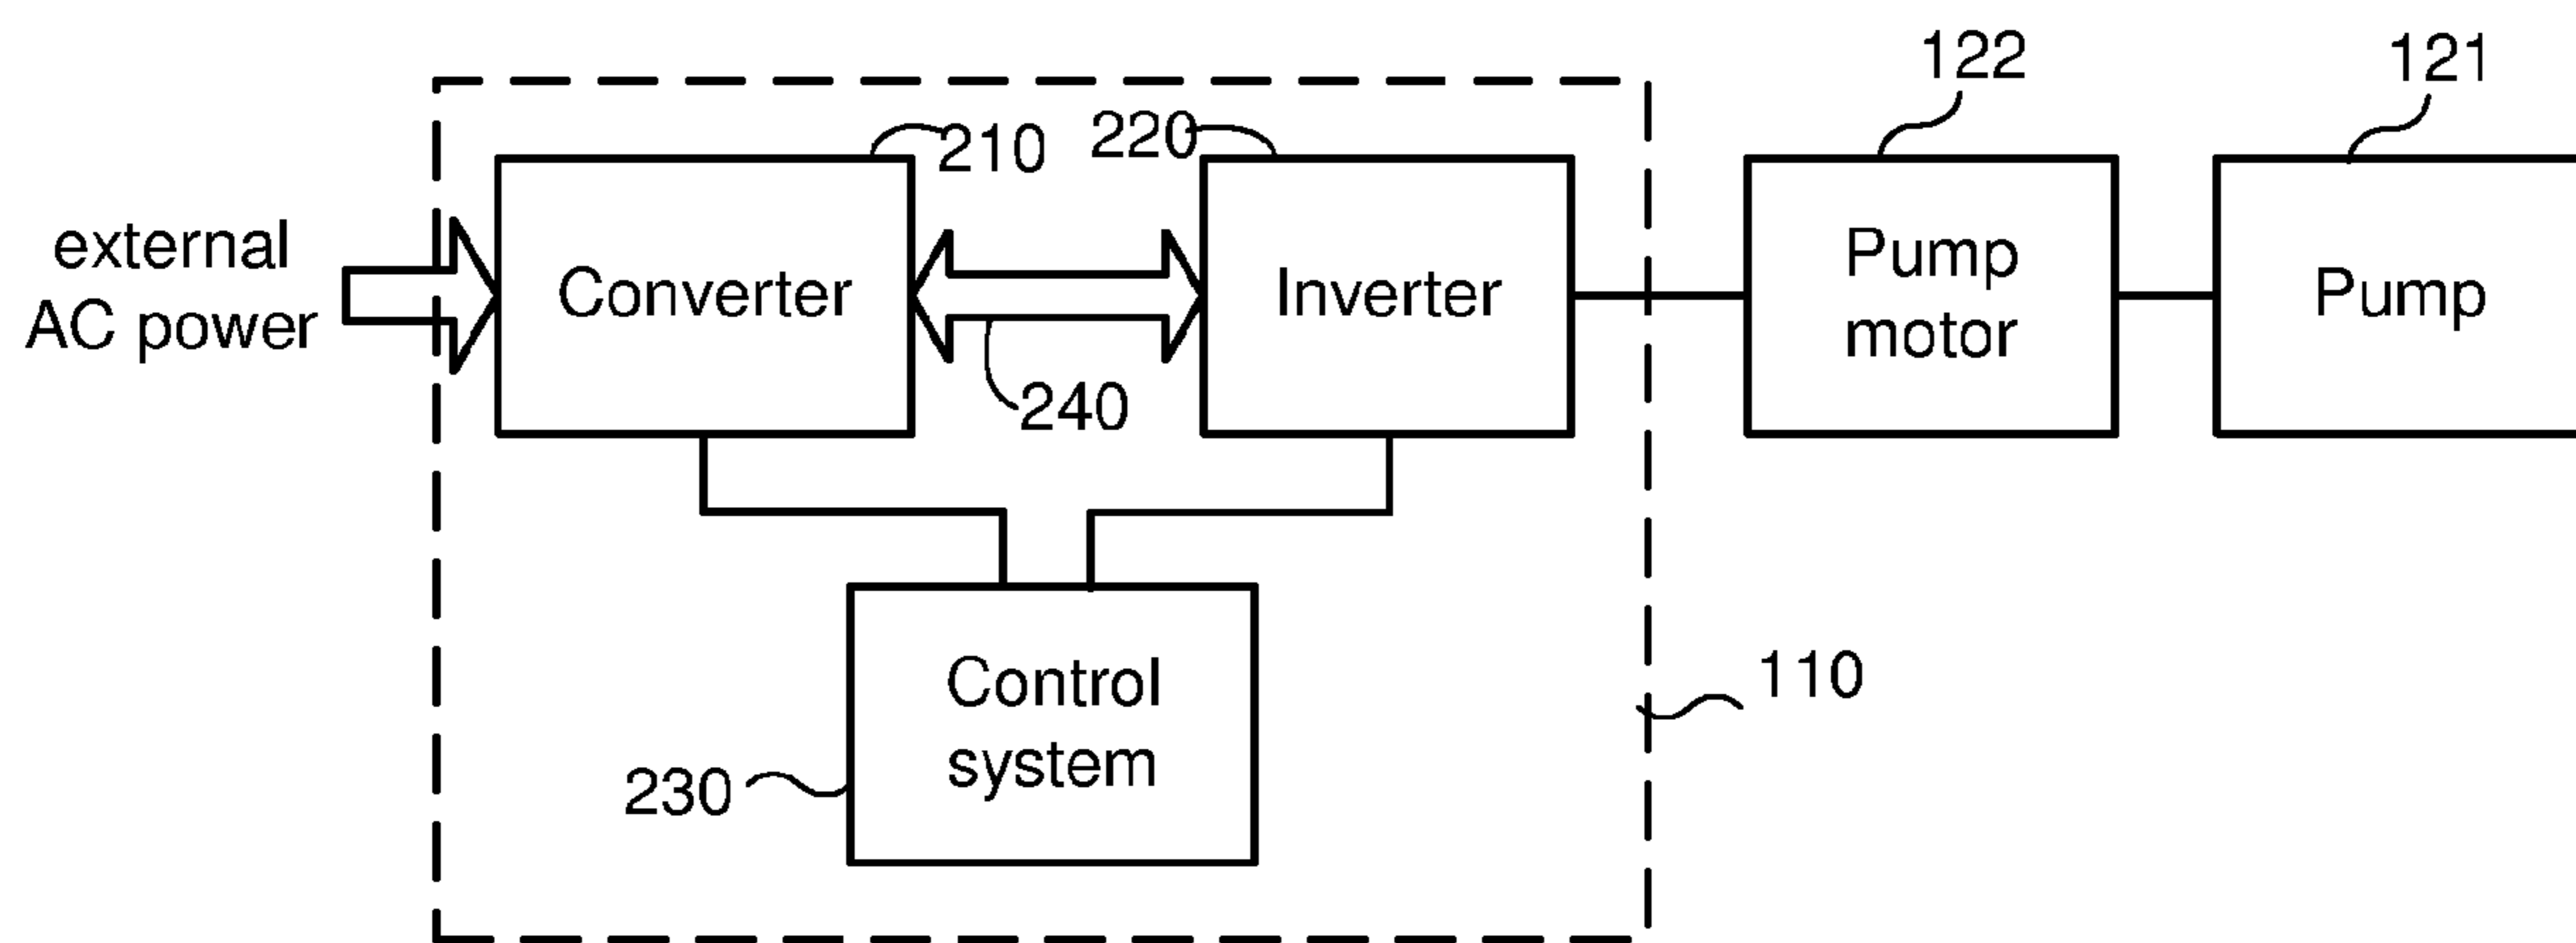 122
121
210
220
external
AC power
Converter
Inverter
Pump
motor
Pump
240
Control
system
110
230